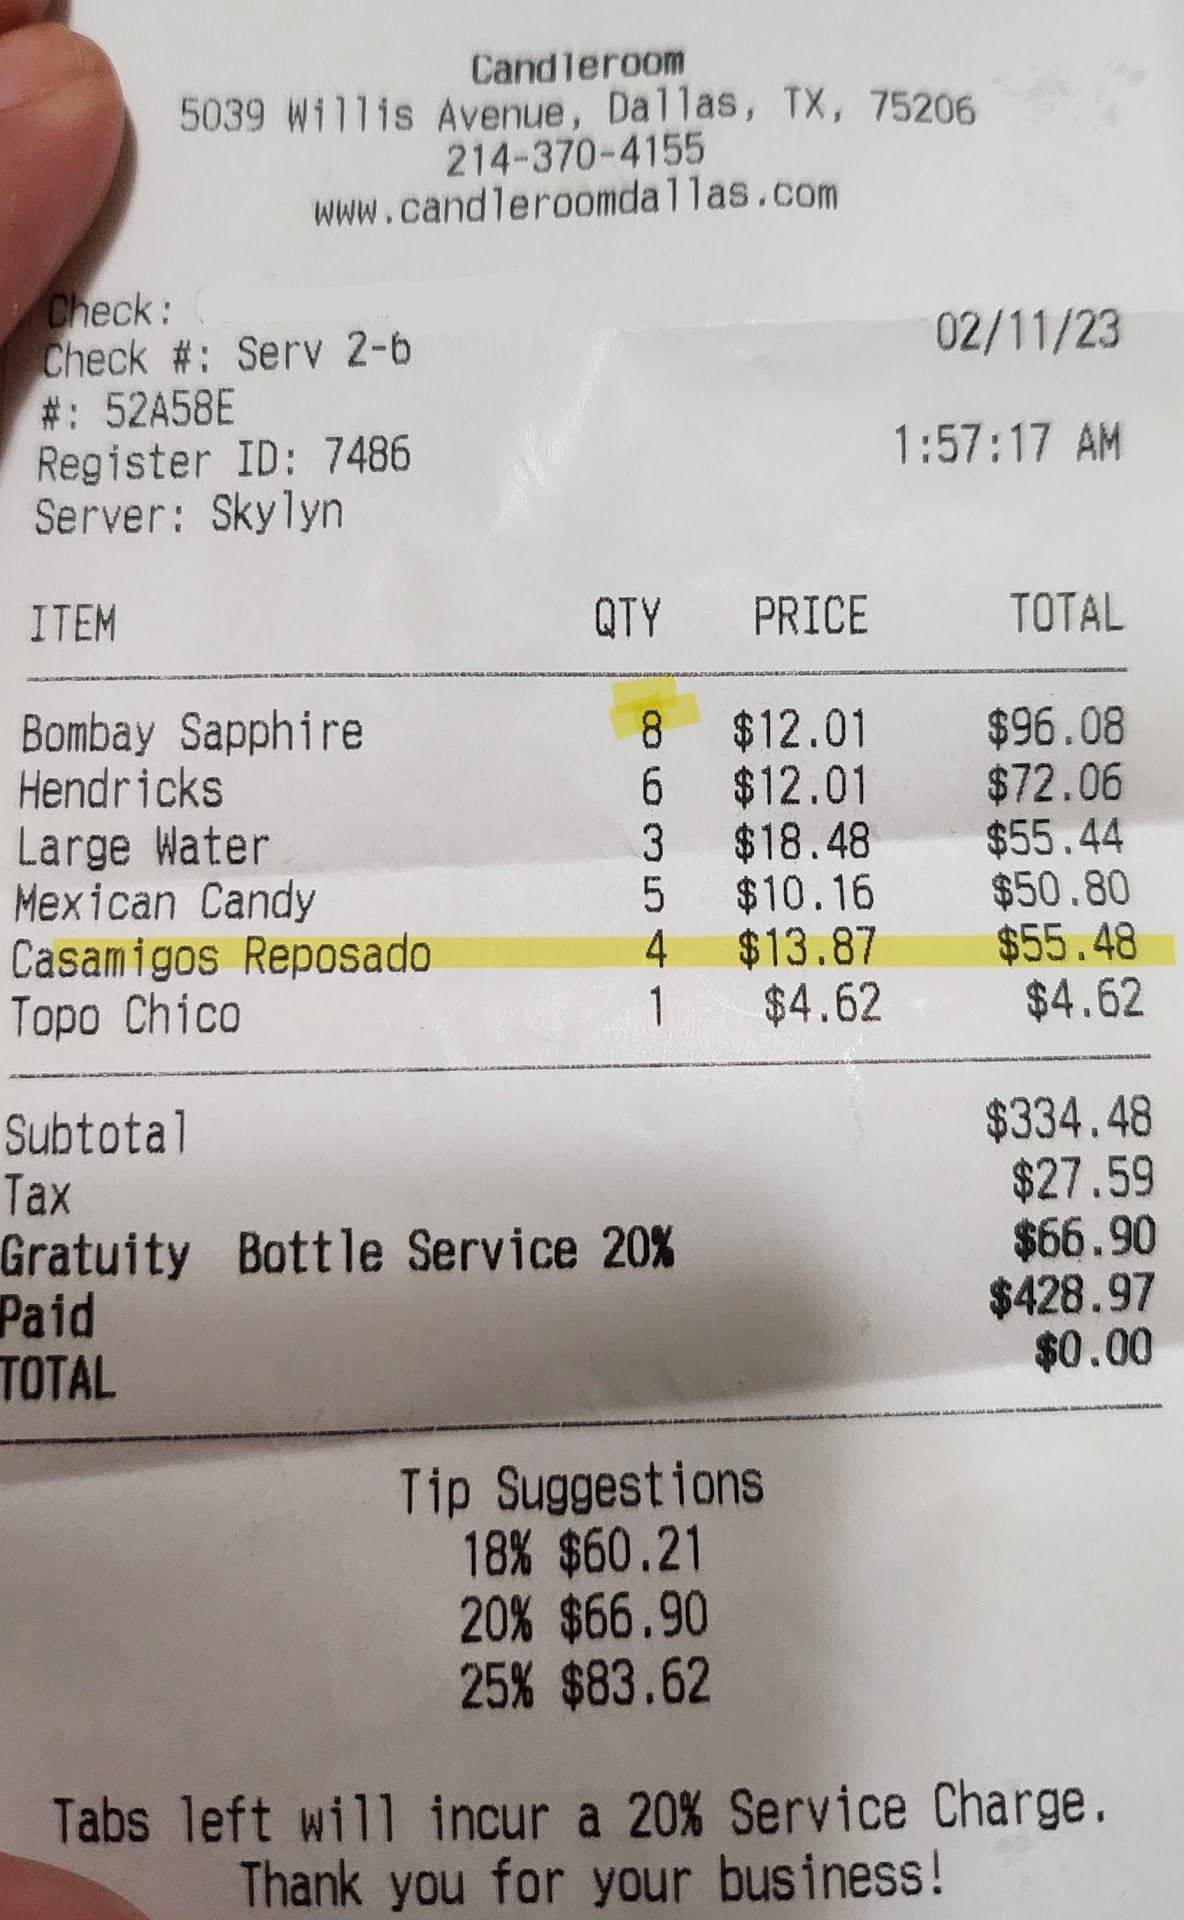 Candleroom
5039 Willis Avenue, Dallas, TX, 75206
214-370-4155
www.candleroomdallas.com
Check:
Check #: Serv 2-6
02/11/23
#: 52A58E
Register ID: 7486
1:57:17 AM
Server: Skylyn
ITEM QTY PRICE TOTAL
Bombay Sapphire 8 $12.01 $96.08
Hendricks 6 $12.01 $72.06
Large Water 3 $18.48 $55.44
Mexican Candy 5 $10.16 $50.80
Casamigos Reposado 4 $13.87 $55.48
Topo Chico 1 $4.62 $4.62
Subtotal $334.48
Tax $27.59
Gratuity Bottle Service 20% $66.90
Paid $428.97
TOTAL $0.00
Tip Suggestions
18% $60.21
20% $66.90
25% $83.62
Tabs left will incur a 20% Service Charge.
Thank you for your business!